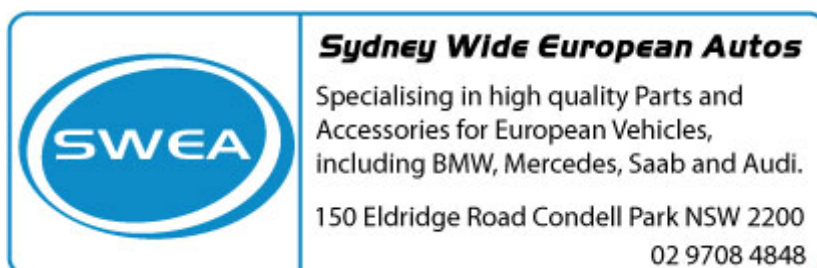 SWEA
Sydney Wide European Autos
Specialising in high quality Parts and
Accessories for European Vehicles,
including BMW, Mercedes, Saab and Audi.
150 Eldridge Road Condell Park NSW 2200
02 9708 4848